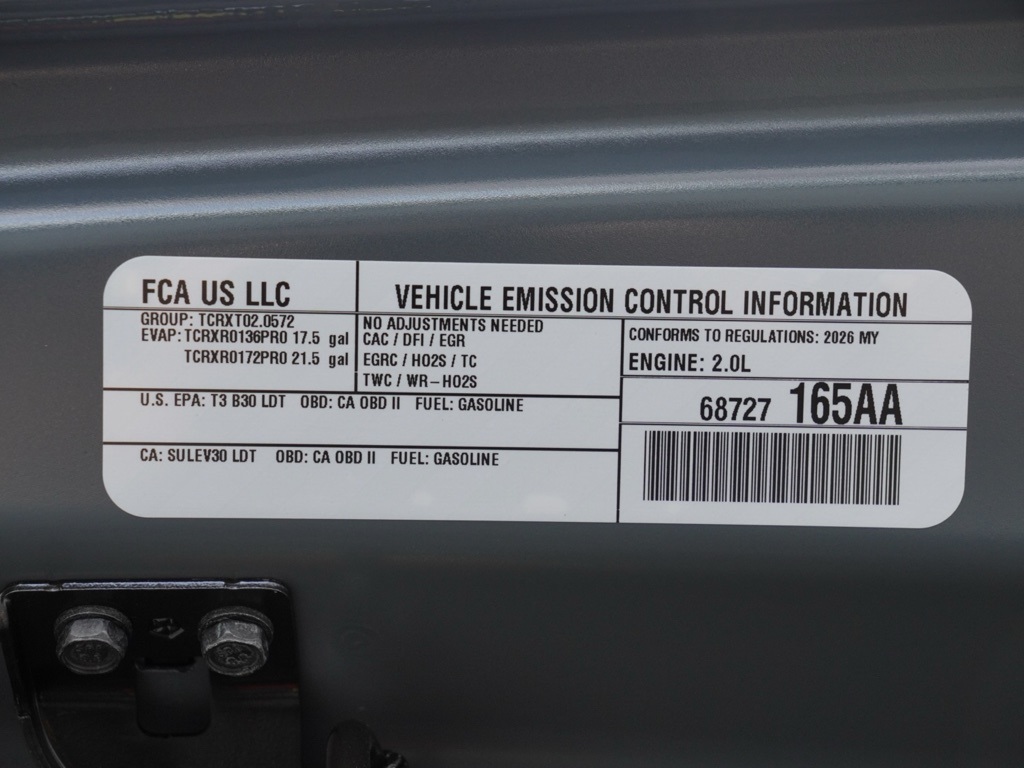 FCA US LLC
VEHICLE EMISSION CONTROL INFORMATION
GROUP: TCRXT02.0572
EVAP: TCRXR0136PR0 17.5 gal
TCRXR0172PR0 21.5 gal
NO ADJUSTMENTS NEEDED
CAC / DFI / EGR
EGRC / HO2S / TC
TWC / WR-HO2S
CONFORMS TO REGULATIONS: 2026 MY
ENGINE: 2.0L
U.S. EPA: T3 B30 LDT OBD: CA OBD II FUEL: GASOLINE
68727 165AA
CA: SULEV30 LDT OBD: CA OBD II FUEL: GASOLINE